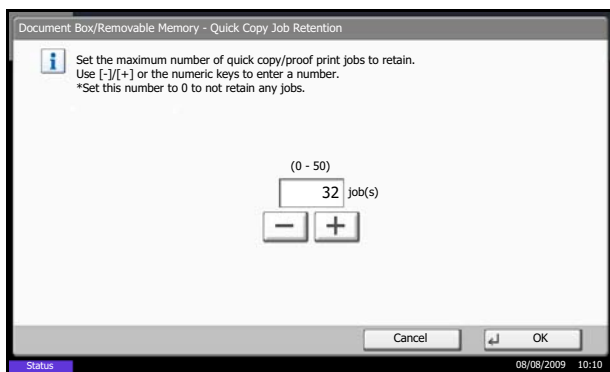 Document Box/Removable Memory - Quick Copy Job Retention
Set the maximum number of quick copy/proof print jobs to retain.
Use [-]/[+] or the numeric keys to enter a number.
*Set this number to 0 to not retain any jobs.
(0 - 50)
32 job(s)
Cancel OK
Status 08/08/2009 10:10